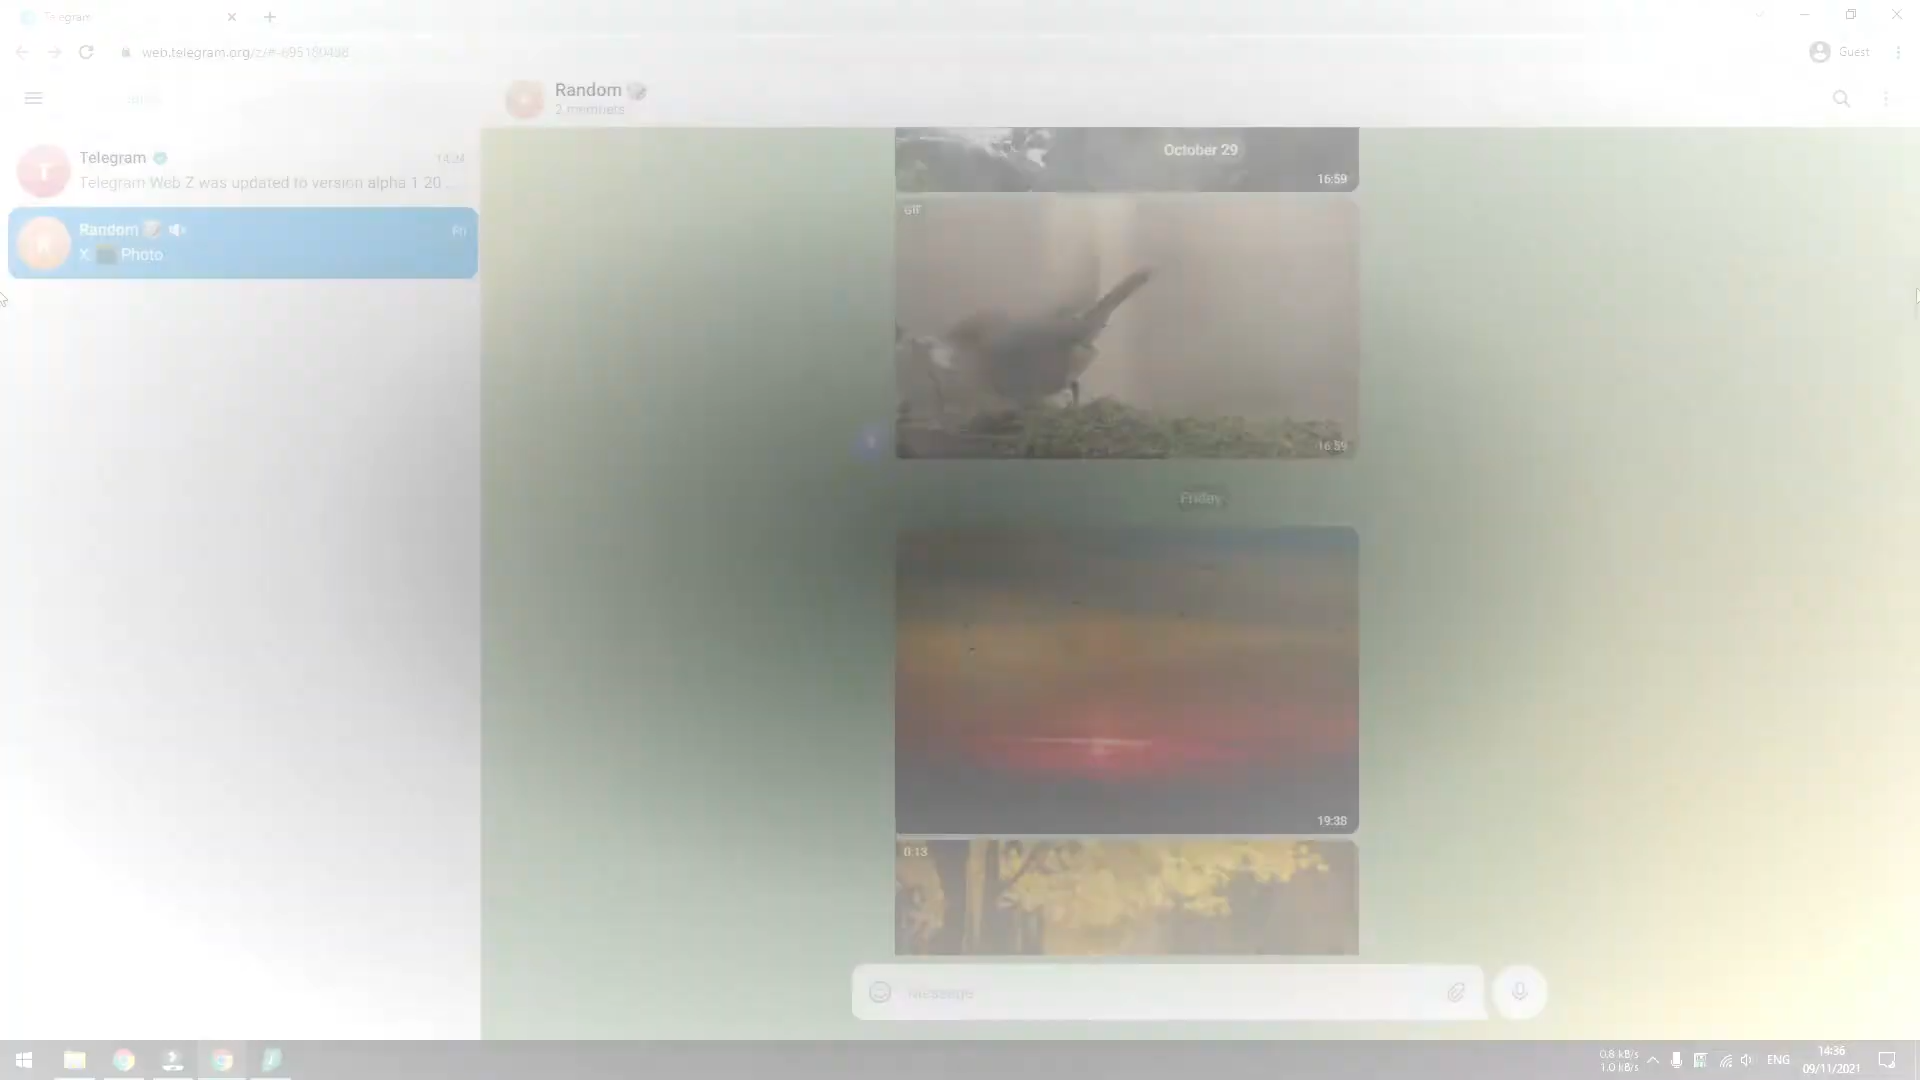 Telegram
web.telegram.org/z/#-695180438
Guest
Random
2 members
Telegram
14:24
Telegram Web Z was updated to version alpha 1 20 ...
Random
Fri
X: Photo
October 29
16:59
GIF
16:59
Friday
19:38
0:13
Message
0.8 kB/s
1.0 kB/s
ENG
14:36
09/11/2021